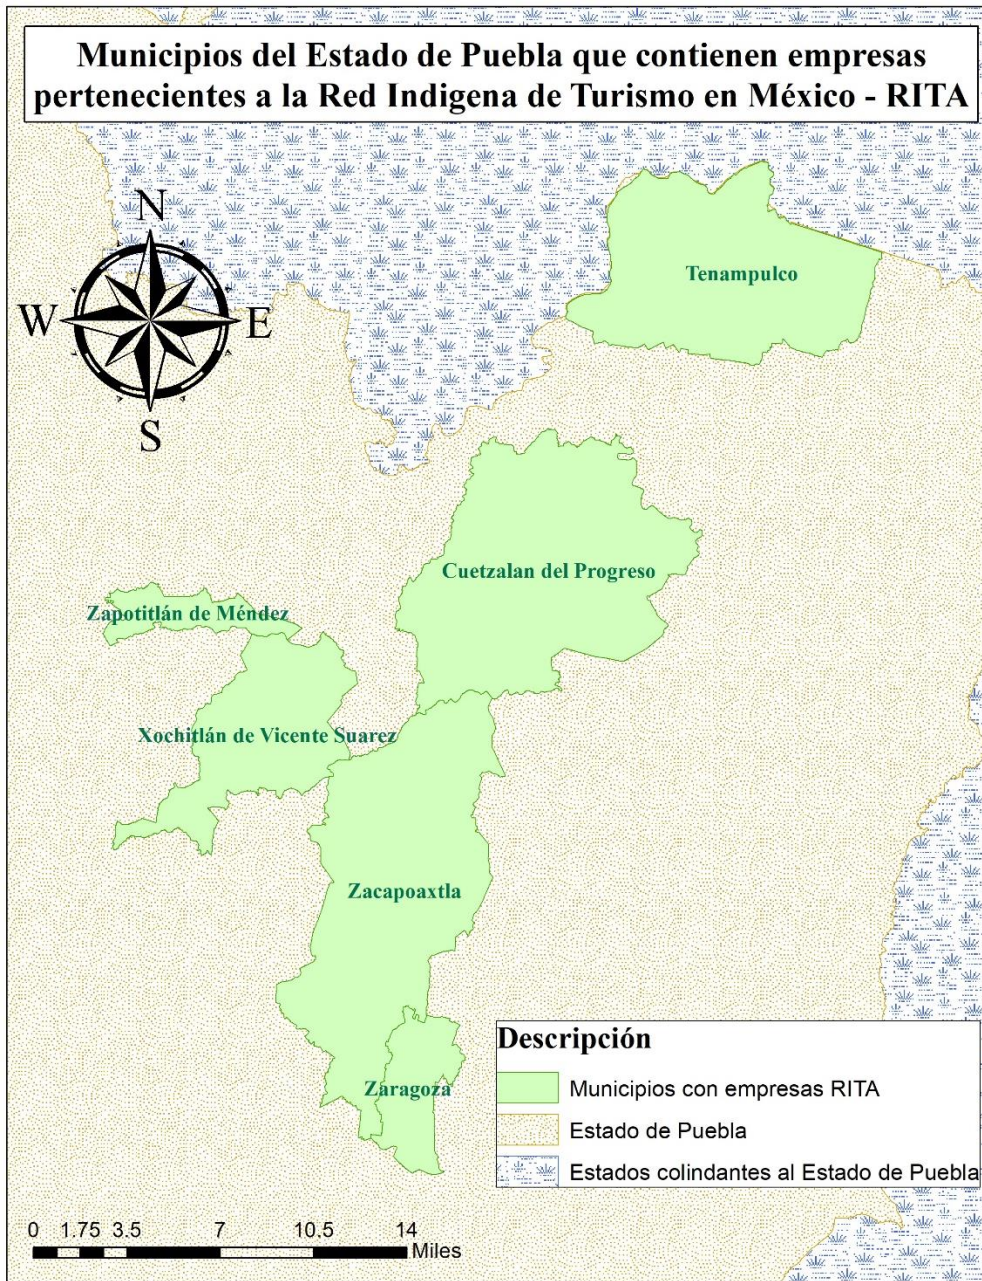 Municipios del Estado de Puebla que contienen empresas
pertenecientes a la Red Indigena de Turismo en México - RITA
N
W
E
S
Tenampulco
Cuetzalan del Progreso
Zapotitlán de Méndez
Xochitlán de Vicente Suarez
Zacapoaxtla
Zaragoza
Descripción
Municipios con empresas RITA
Estado de Puebla
Estados colindantes al Estado de Puebla
0 1.75 3.5 7 10.5 14
Miles